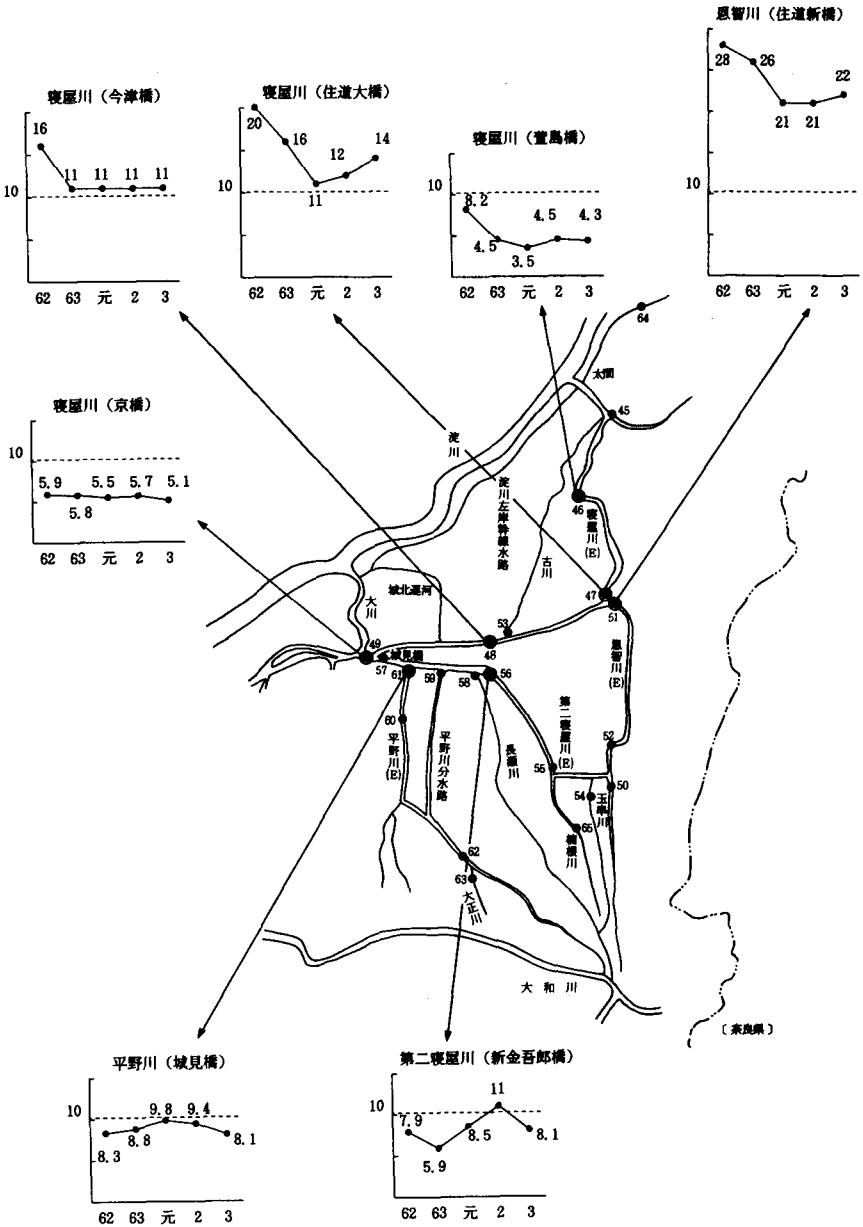 恩智川（住道新橋）
28
26
21
21
22
10
62 63 元 2 3
寝屋川（今津橋）
16
11 11 11 11
10
62 63 元 2 3
寝屋川（住道大橋）
20
16
11
12
14
10
62 63 元 2 3
寝屋川（萱島橋）
10
8.2
4.5
3.5
4.5
4.3
62 63 元 2 3
寝屋川（京橋）
10
5.9
5.8
5.5
5.7
5.1
62 63 元 2 3
64
太間
45
淀川
淀川左岸幹線水路
古川
46
寝屋川(E)
城北運河
大川
47
51
53
48
49
城見橋
57
61
59
58
56
恩智川(E)
60
平野川(E)
平野川分水路
長瀬川
第二寝屋川(E)
52
55
50
54
玉串川
65
楠根川
62
63
大正川
大和川
〔奈良県〕
平野川（城見橋）
10
8.3
8.8
9.8
9.4
8.1
62 63 元 2 3
第二寝屋川（新金吾郎橋）
10
7.9
5.9
8.5
11
8.1
62 63 元 2 3